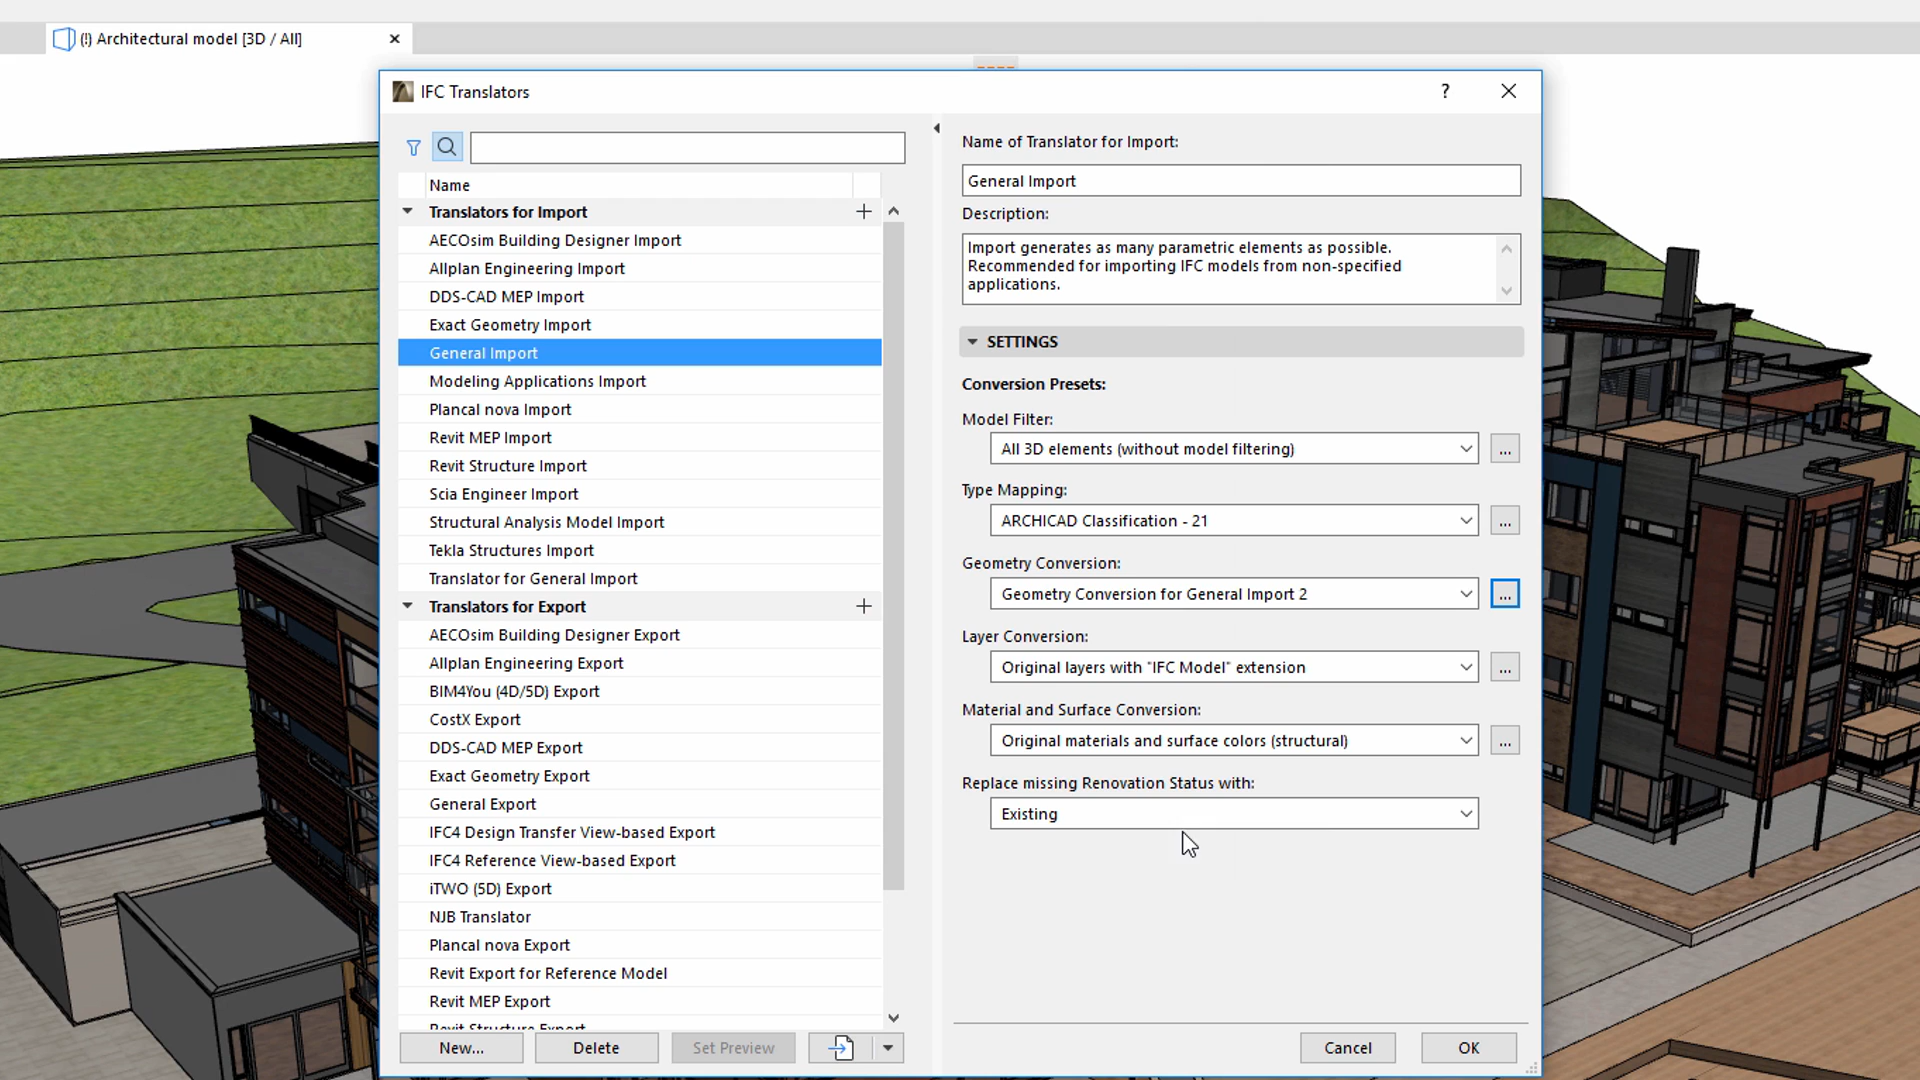 (!) Architectural model [3D / All]
IFC Translators
?
Name
Translators for Import
AECOsim Building Designer Import
Allplan Engineering Import
DDS-CAD MEP Import
Exact Geometry Import
General Import
Modeling Applications Import
Plancal nova Import
Revit MEP Import
Revit Structure Import
Scia Engineer Import
Structural Analysis Model Import
Tekla Structures Import
Translator for General Import
Translators for Export
AECOsim Building Designer Export
Allplan Engineering Export
BIM4You (4D/5D) Export
CostX Export
DDS-CAD MEP Export
Exact Geometry Export
General Export
IFC4 Design Transfer View-based Export
IFC4 Reference View-based Export
iTWO (5D) Export
NJB Translator
Plancal nova Export
Revit Export for Reference Model
Revit MEP Export
Revit Structure Export
New...
Delete
Set Preview
Name of Translator for Import:
General Import
Description:
Import generates as many parametric elements as possible.
Recommended for importing IFC models from non-specified
applications.
SETTINGS
Conversion Presets:
Model Filter:
All 3D elements (without model filtering)
...
Type Mapping:
ARCHICAD Classification - 21
...
Geometry Conversion:
Geometry Conversion for General Import 2
...
Layer Conversion:
Original layers with "IFC Model" extension
...
Material and Surface Conversion:
Original materials and surface colors (structural)
...
Replace missing Renovation Status with:
Existing
Cancel
OK